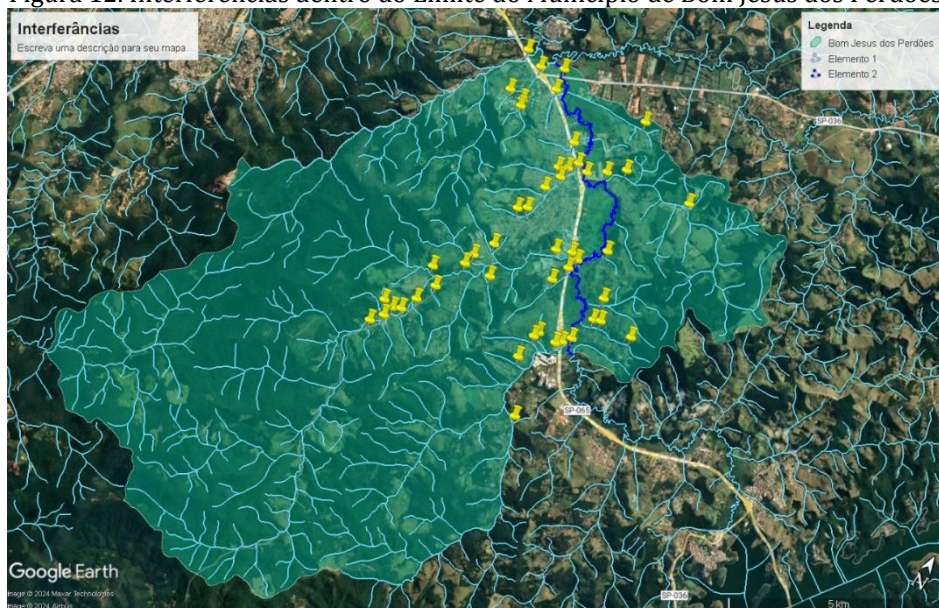 Figura 12. Interferências dentro do Limite do Município de Bom Jesus dos Perdões
Interferâncias
Escreva uma descrição para seu mapa.
Legenda
Bom Jesus dos Perdões
Elemento 1
Elemento 2
SP-036
SP-065
SP-036
Google Earth
Image © 2024 Maxar Technologies
Image © 2024 Airbus
N
5 km